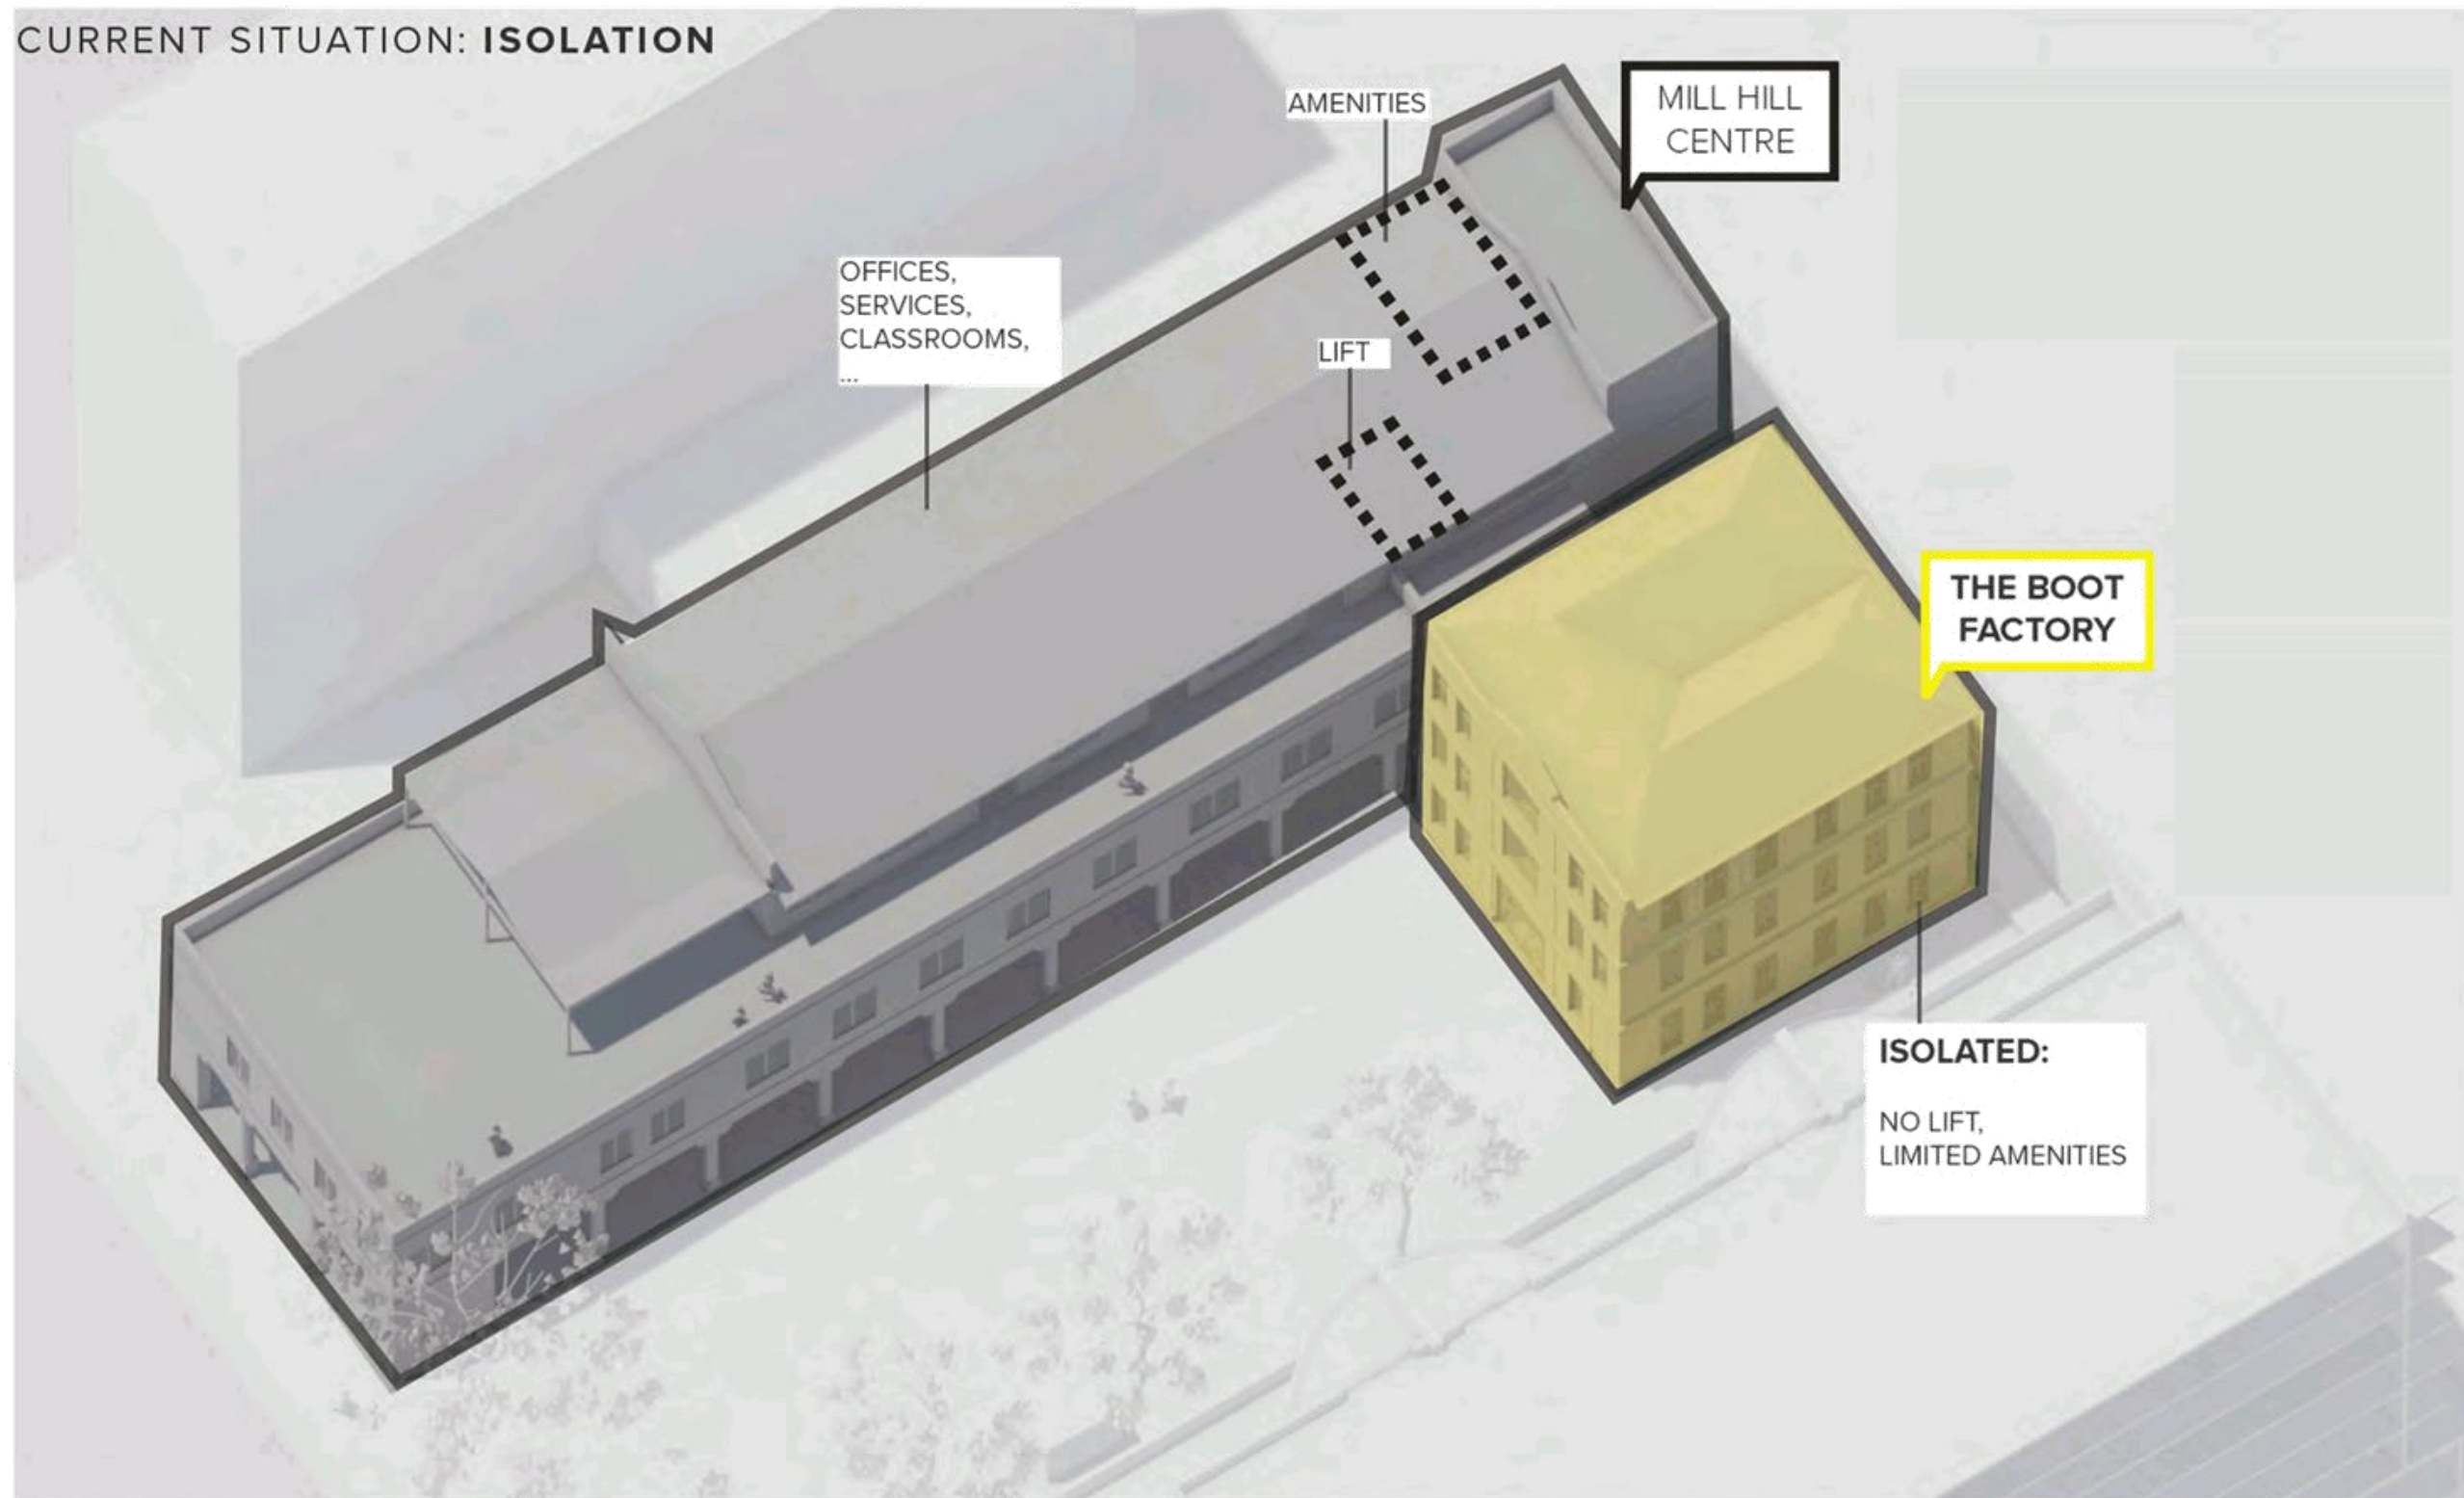 CURRENT SITUATION: ISOLATION
AMENITIES
MILL HILL
CENTRE
OFFICES,
SERVICES,
CLASSROOMS,
...
LIFT
THE BOOT
FACTORY
ISOLATED:
NO LIFT,
LIMITED AMENITIES